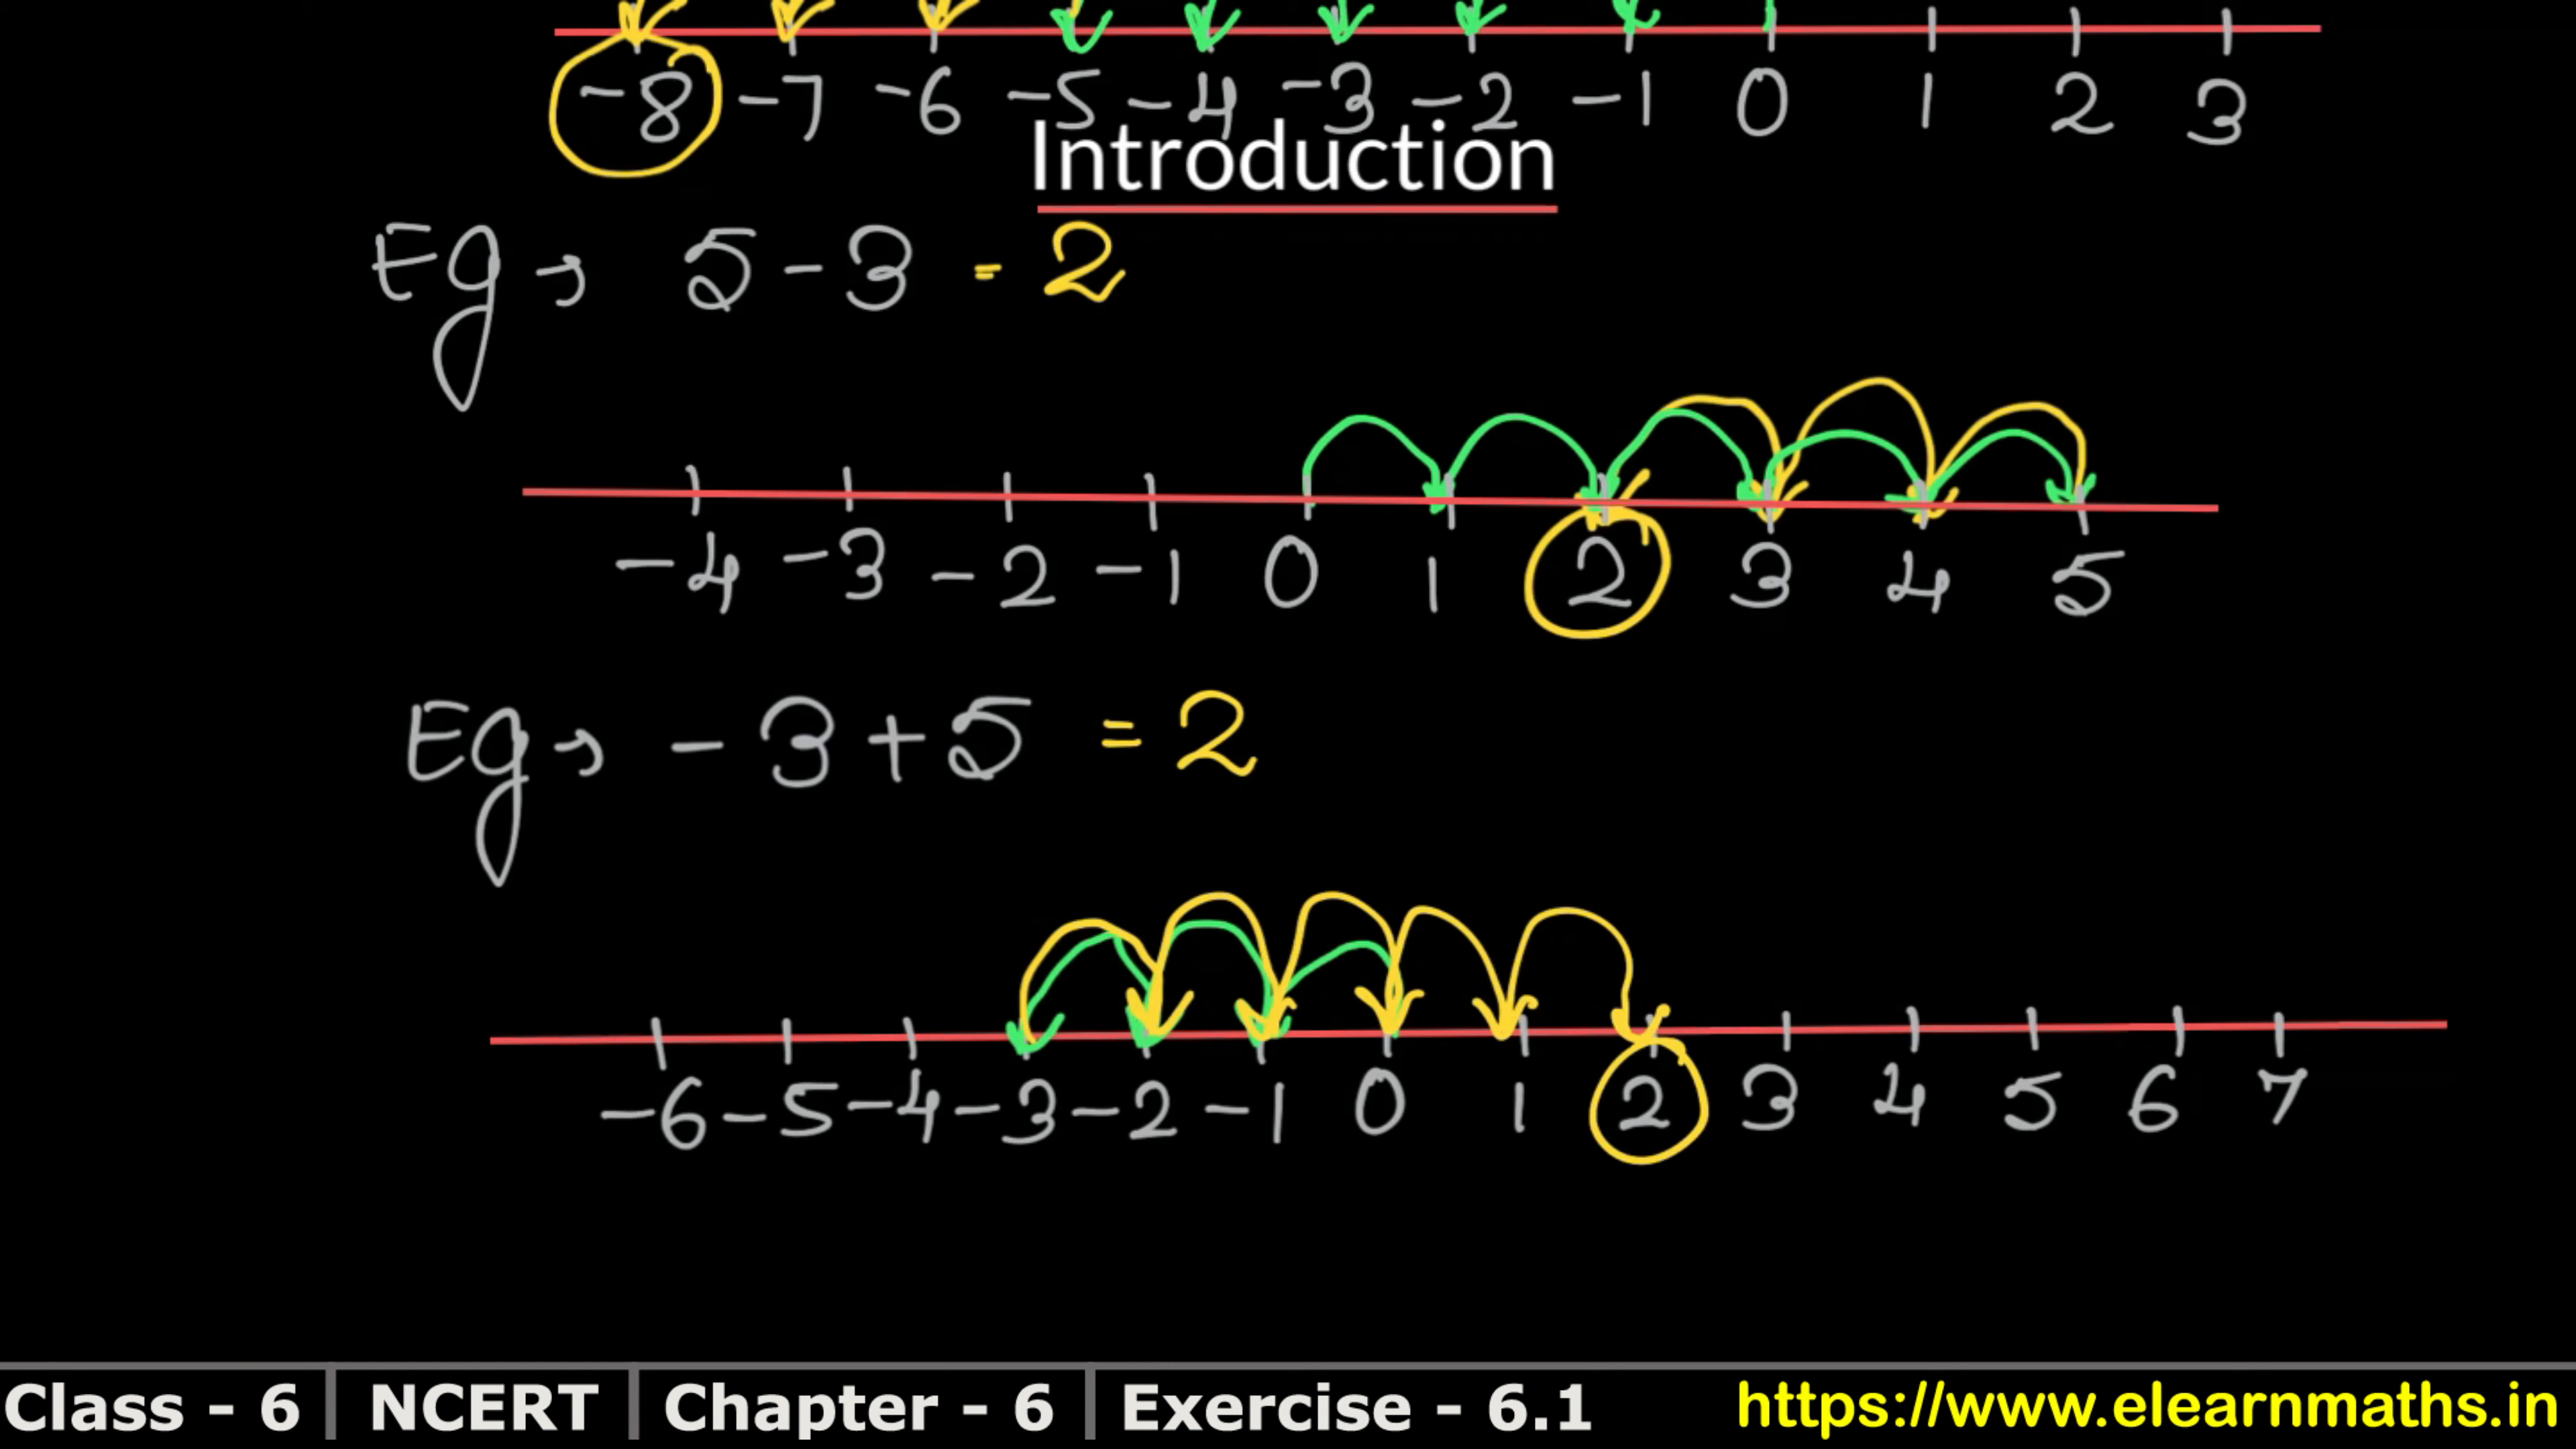 -8 -7 -6 -5 -4 -3 -2 -1 0 1 2 3
Introduction
Eg → 5 - 3 = 2
-4 -3 -2 -1 0 1 2 3 4 5
Eg → -3 + 5 = 2
-6 -5 -4 -3 -2 -1 0 1 2 3 4 5 6 7
Class - 6 | NCERT | Chapter - 6 | Exercise - 6.1 https://www.elearnmaths.in